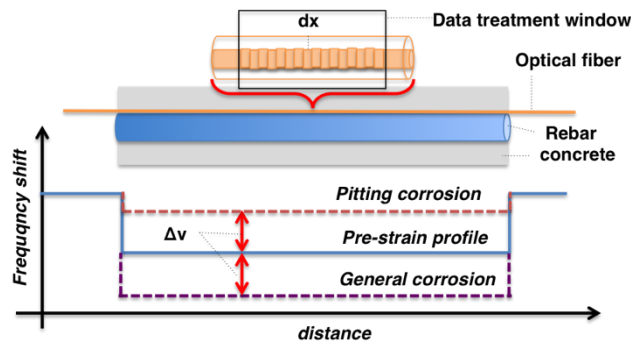 dx
Data treatment window
Optical fiber
Rebar
concrete
Frequqncy shift
Pitting corrosion
Δv
Pre-strain profile
General corrosion
distance